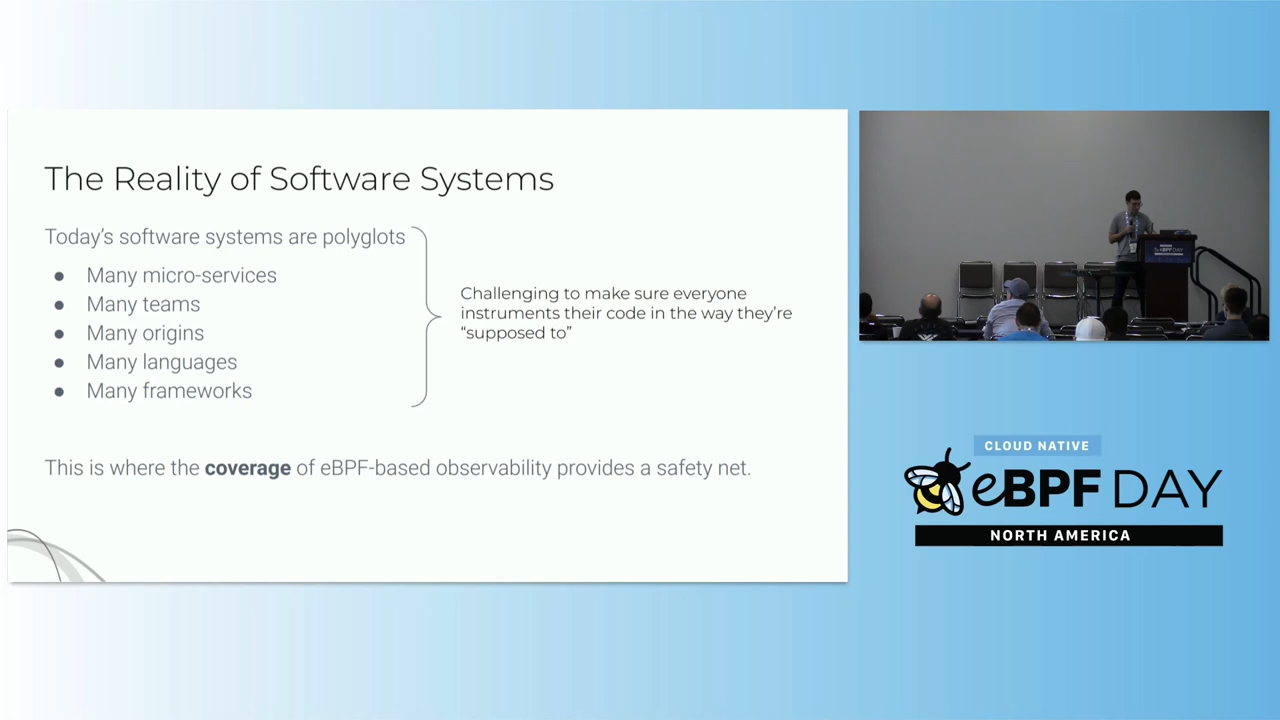 The Reality of Software Systems
Today's software systems are polyglots
● Many micro-services
● Many teams
● Many origins
● Many languages
● Many frameworks
Challenging to make sure everyone
instruments their code in the way they're
"supposed to"
This is where the coverage of eBPF-based observability provides a safety net.
CLOUD NATIVE
eBPF DAY
NORTH AMERICA